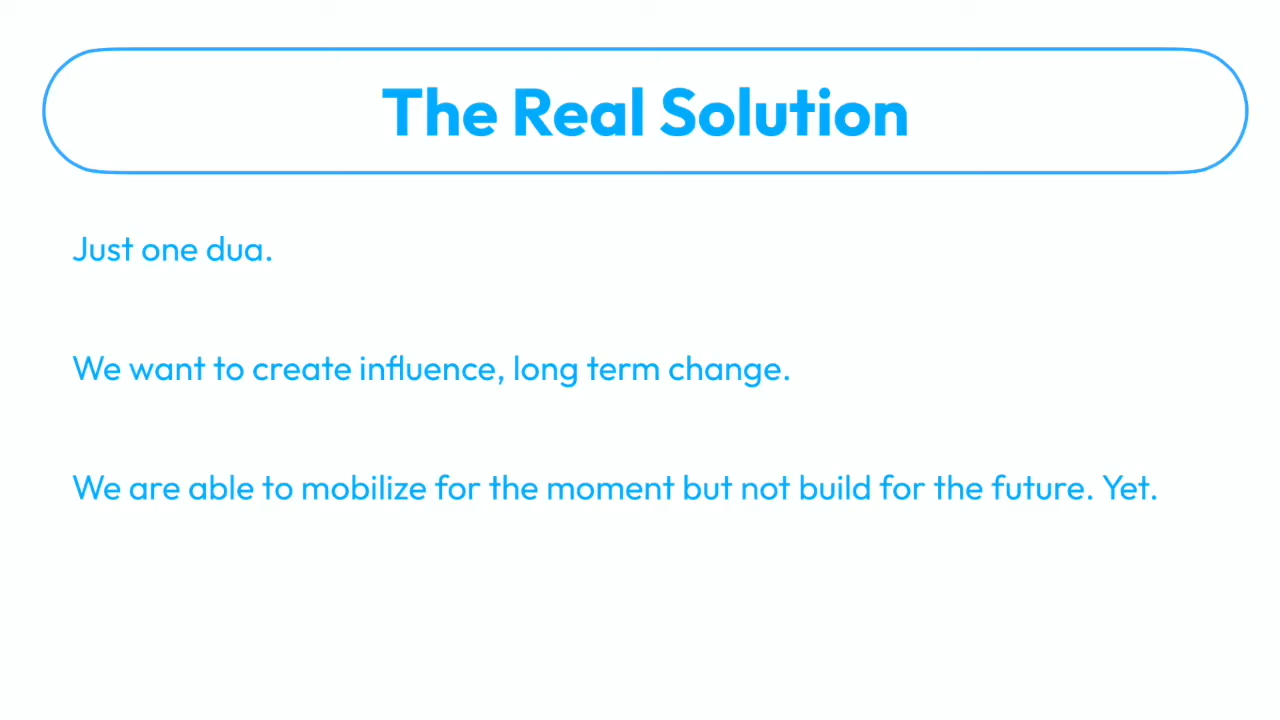 The Real Solution
Just one dua.
We want to create influence, long term change.
We are able to mobilize for the moment but not build for the future. Yet.